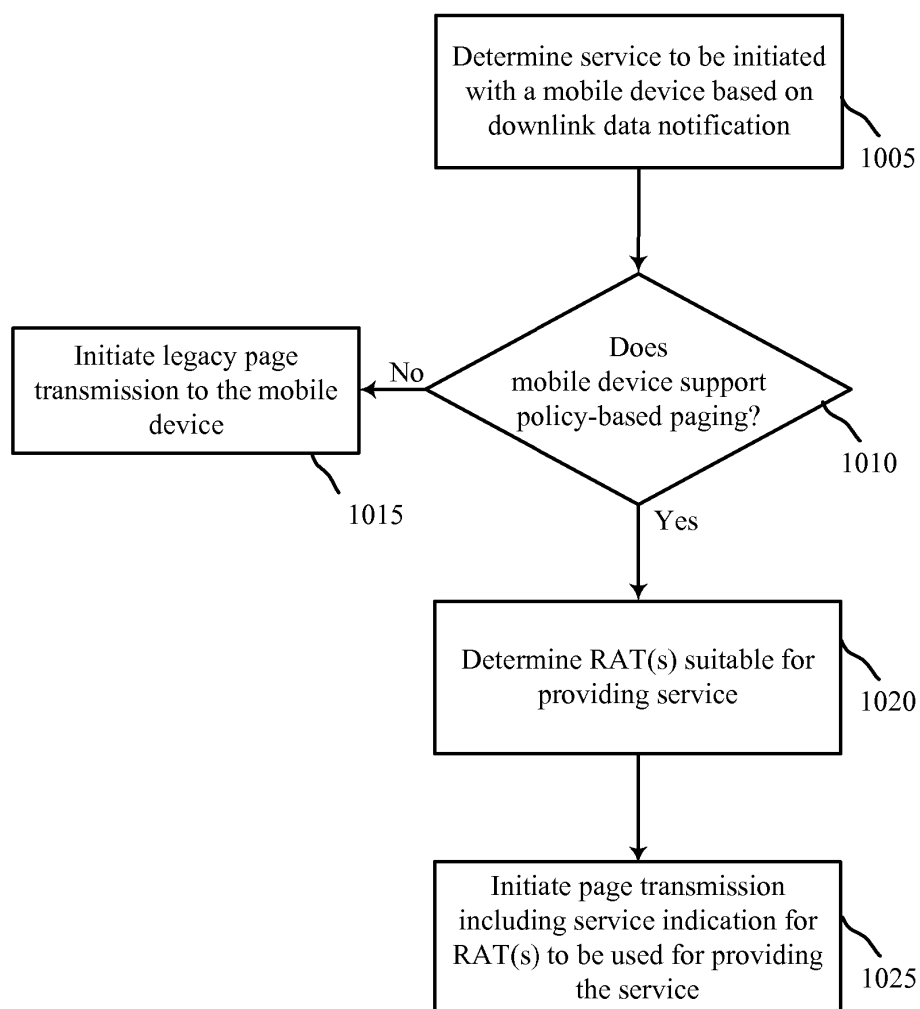 Determine service to be initiated
with a mobile device based on
downlink data notification
1005
Does
mobile device support
policy-based paging?
1010
No
Initiate legacy page
transmission to the mobile
device
1015
Yes
Determine RAT(s) suitable for
providing service
1020
Initiate page transmission
including service indication for
RAT(s) to be used for providing
the service
1025